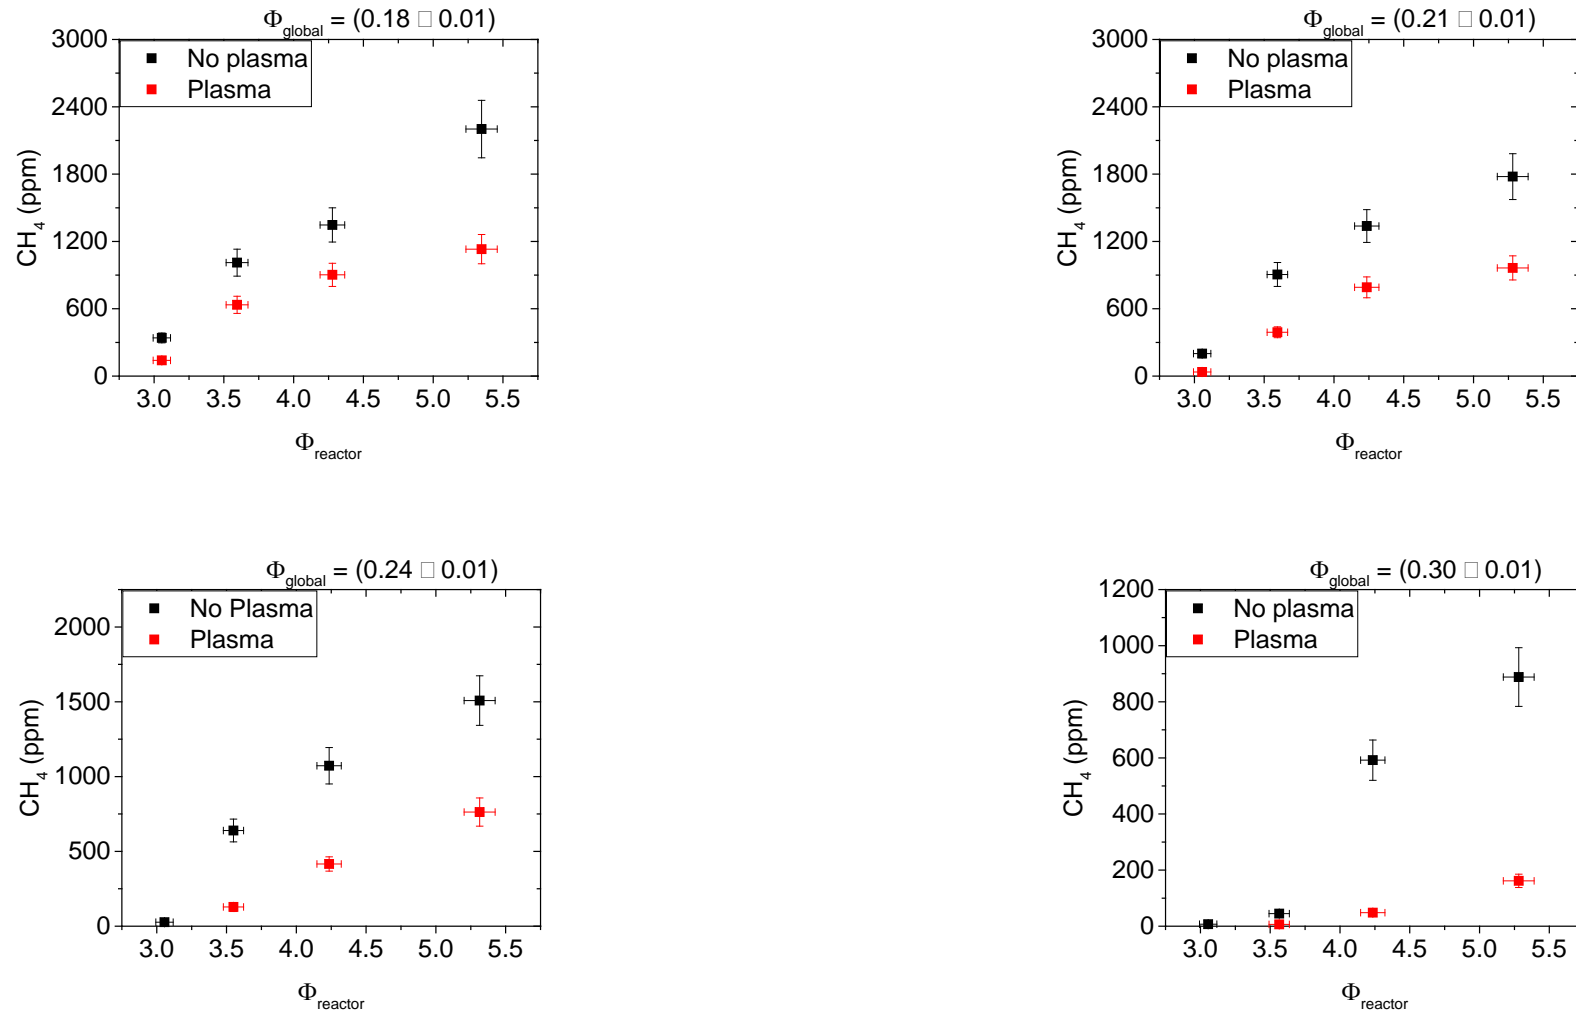 Φglobal = (0.18 □ 0.01)
No plasma
Plasma
3000
2400
1800
1200
600
0
CH4 (ppm)
3.0 3.5 4.0 4.5 5.0 5.5
Φreactor
Φglobal = (0.21 □ 0.01)
No plasma
Plasma
3000
2400
1800
1200
600
0
CH4 (ppm)
3.0 3.5 4.0 4.5 5.0 5.5
Φreactor
Φglobal = (0.24 □ 0.01)
No Plasma
Plasma
2000
1500
1000
500
0
CH4 (ppm)
3.0 3.5 4.0 4.5 5.0 5.5
Φreactor
Φglobal = (0.30 □ 0.01)
No plasma
Plasma
1200
1000
800
600
400
200
0
CH4 (ppm)
3.0 3.5 4.0 4.5 5.0 5.5
Φreactor